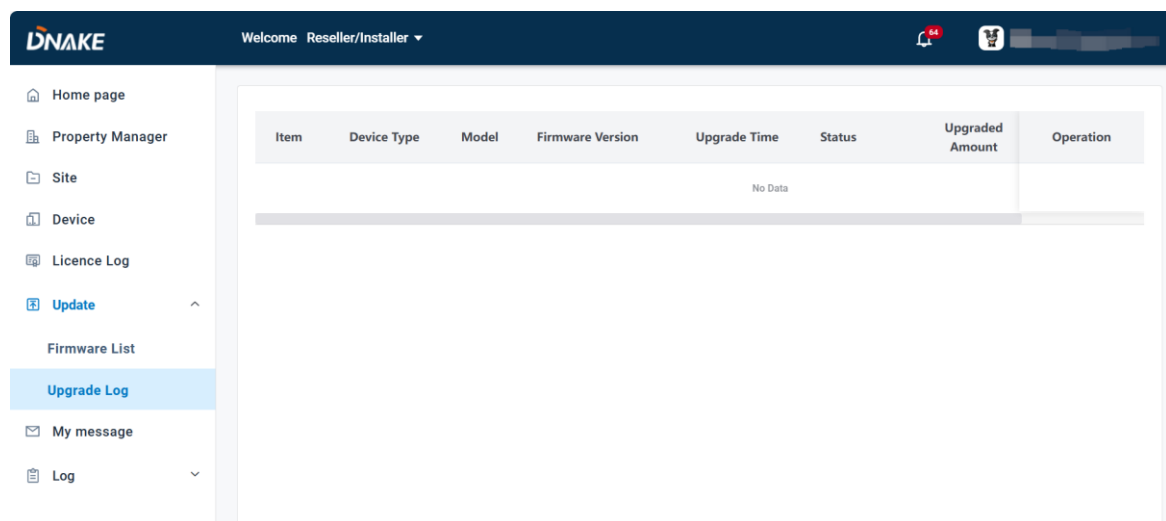 DNAKE
Welcome Reseller/Installer
64
Home page
Property Manager
Site
Device
Licence Log
Update
Firmware List
Upgrade Log
My message
Log
Item Device Type Model Firmware Version Upgrade Time Status Upgraded Amount Operation
No Data